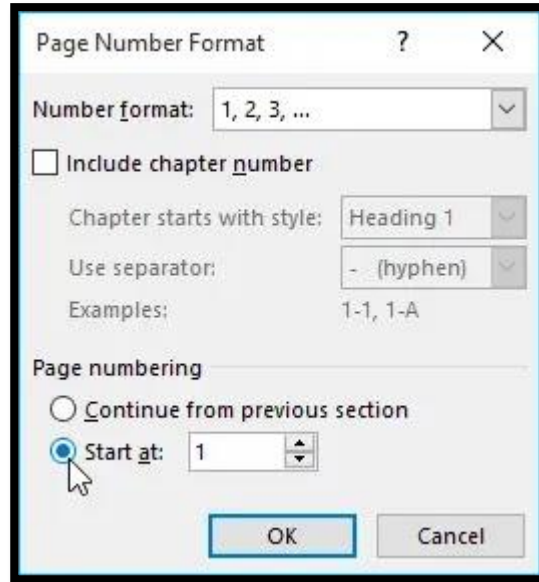 Page Number Format ?
Number format: 1, 2, 3, ...
Include chapter number
Chapter starts with style: Heading 1
Use separator: - (hyphen)
Examples: 1-1, 1-A
Page numbering
Continue from previous section
Start at: 1
OK Cancel